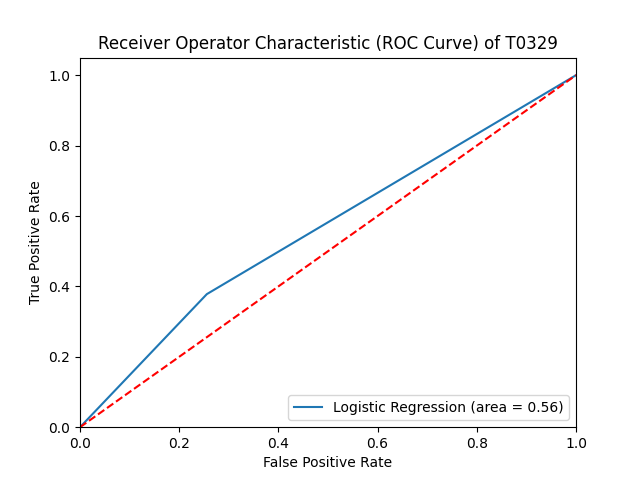 Receiver Operator Characteristic (ROC Curve) of T0329
1.0
0.8
0.6
0.4
0.2
0.0
True Positive Rate
Logistic Regression (area = 0.56)
0.0 0.2 0.4 0.6 0.8 1.0
False Positive Rate